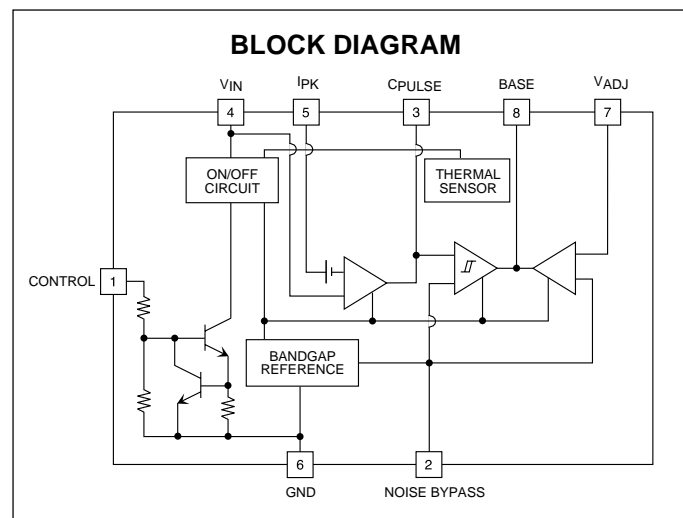 BLOCK DIAGRAM
VIN
IPK
CPULSE
BASE
VADJ
4
5
3
8
7
ON/OFF
CIRCUIT
THERMAL
SENSOR
CONTROL
1
BANDGAP
REFERENCE
6
2
GND
NOISE BYPASS